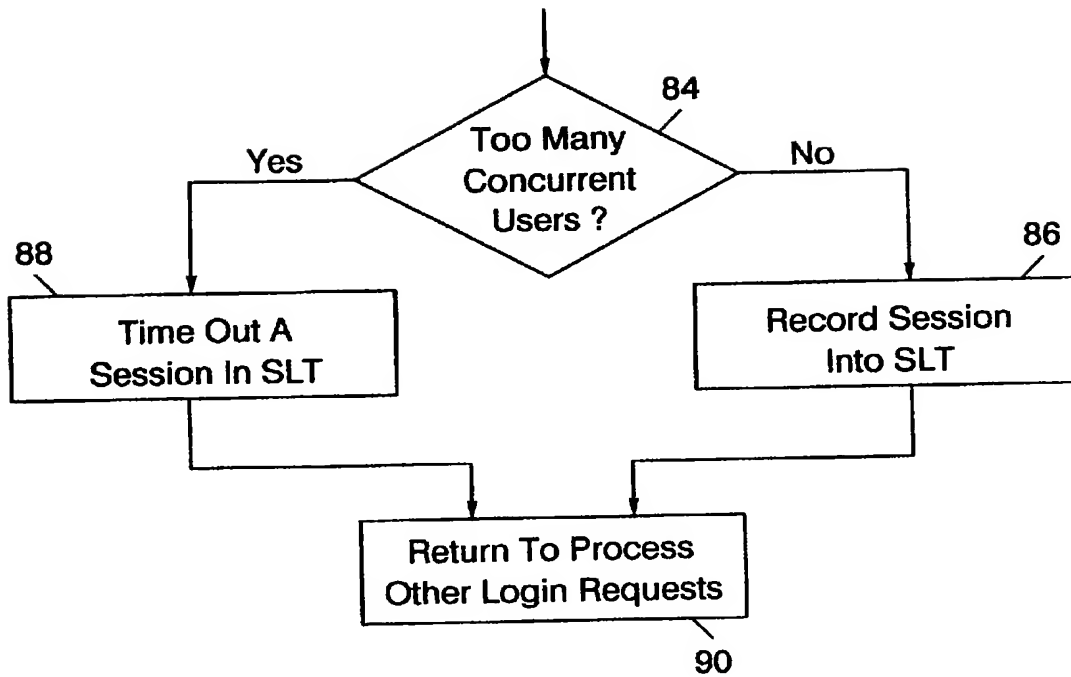 84
Too Many
Concurrent
Users ?
Yes
No
88
Time Out A
Session In SLT
86
Record Session
Into SLT
Return To Process
Other Login Requests
90